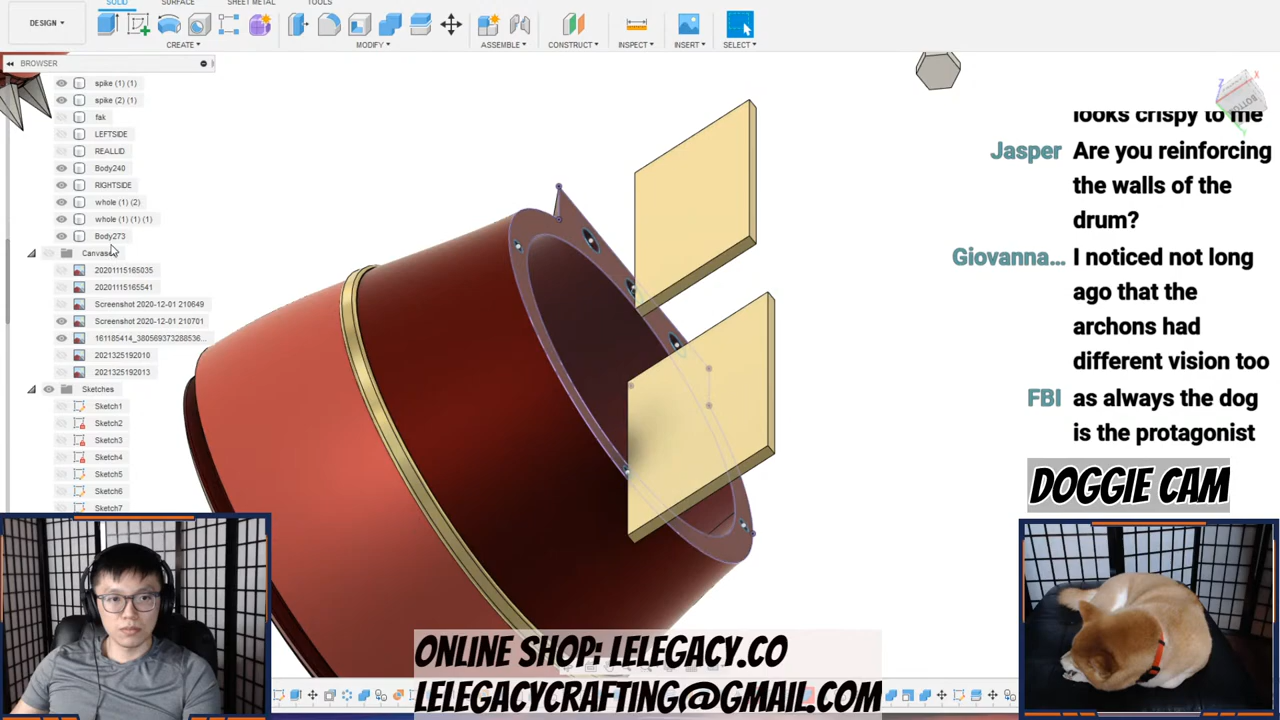 SOLID
SURFACE
SHEET METAL
TOOLS
DESIGN
CREATE
MODIFY
ASSEMBLE
CONSTRUCT
INSPECT
INSERT
SELECT
BROWSER
spike (1) (1)
spike (2) (1)
fak
LEFTSIDE
REALLID
Body240
RIGHTSIDE
whole (1) (2)
whole (1) (1) (1)
Body273
Canvases
20201115165035
20201115165541
Screenshot 2020-12-01 210649
Screenshot 2020-12-01 210701
161185414_380569373288536...
2021325192010
2021325192013
Sketches
Sketch1
Sketch2
Sketch3
Sketch4
Sketch5
Sketch6
Sketch7
Z
X
Y
BOTTOM
looks crispy to me
Jasper Are you reinforcing
the walls of the
drum?
Giovanna... I noticed not long
ago that the
archons had
different vision too
FBI as always the dog
is the protagonist
DOGGIE CAM
ONLINE SHOP: LELEGACY.CO
LELEGACYCRAFTING@GMAIL.COM